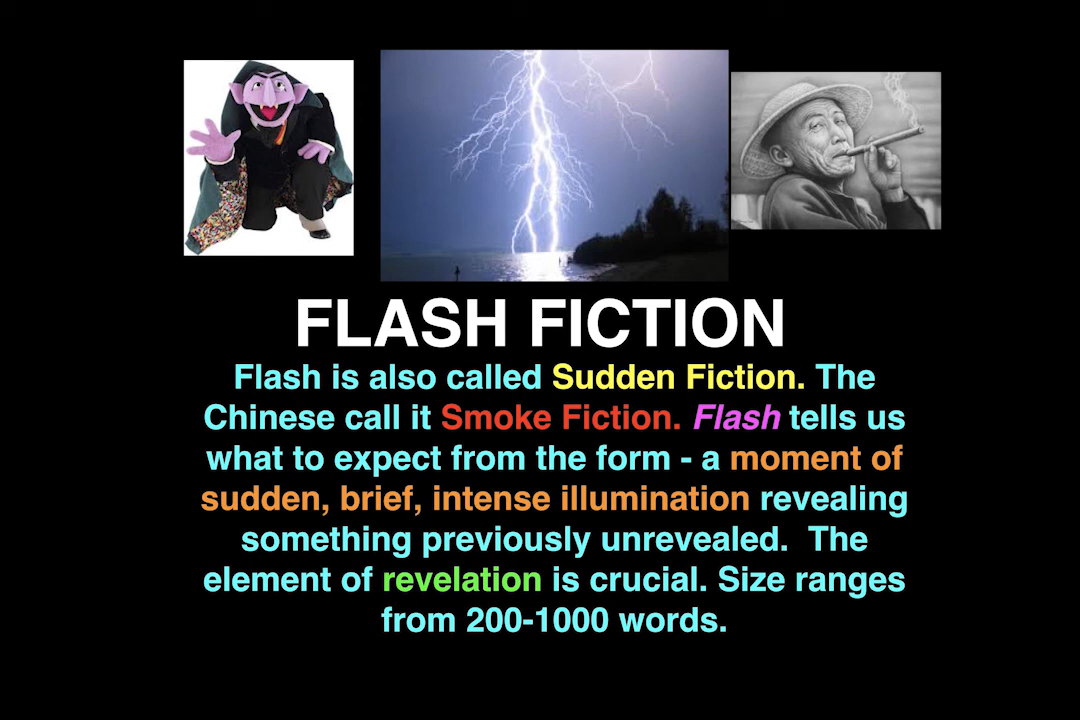 FLASH FICTION
Flash is also called Sudden Fiction. The
Chinese call it Smoke Fiction. Flash tells us
what to expect from the form - a moment of
sudden, brief, intense illumination revealing
something previously unrevealed.  The
element of revelation is crucial. Size ranges
from 200-1000 words.